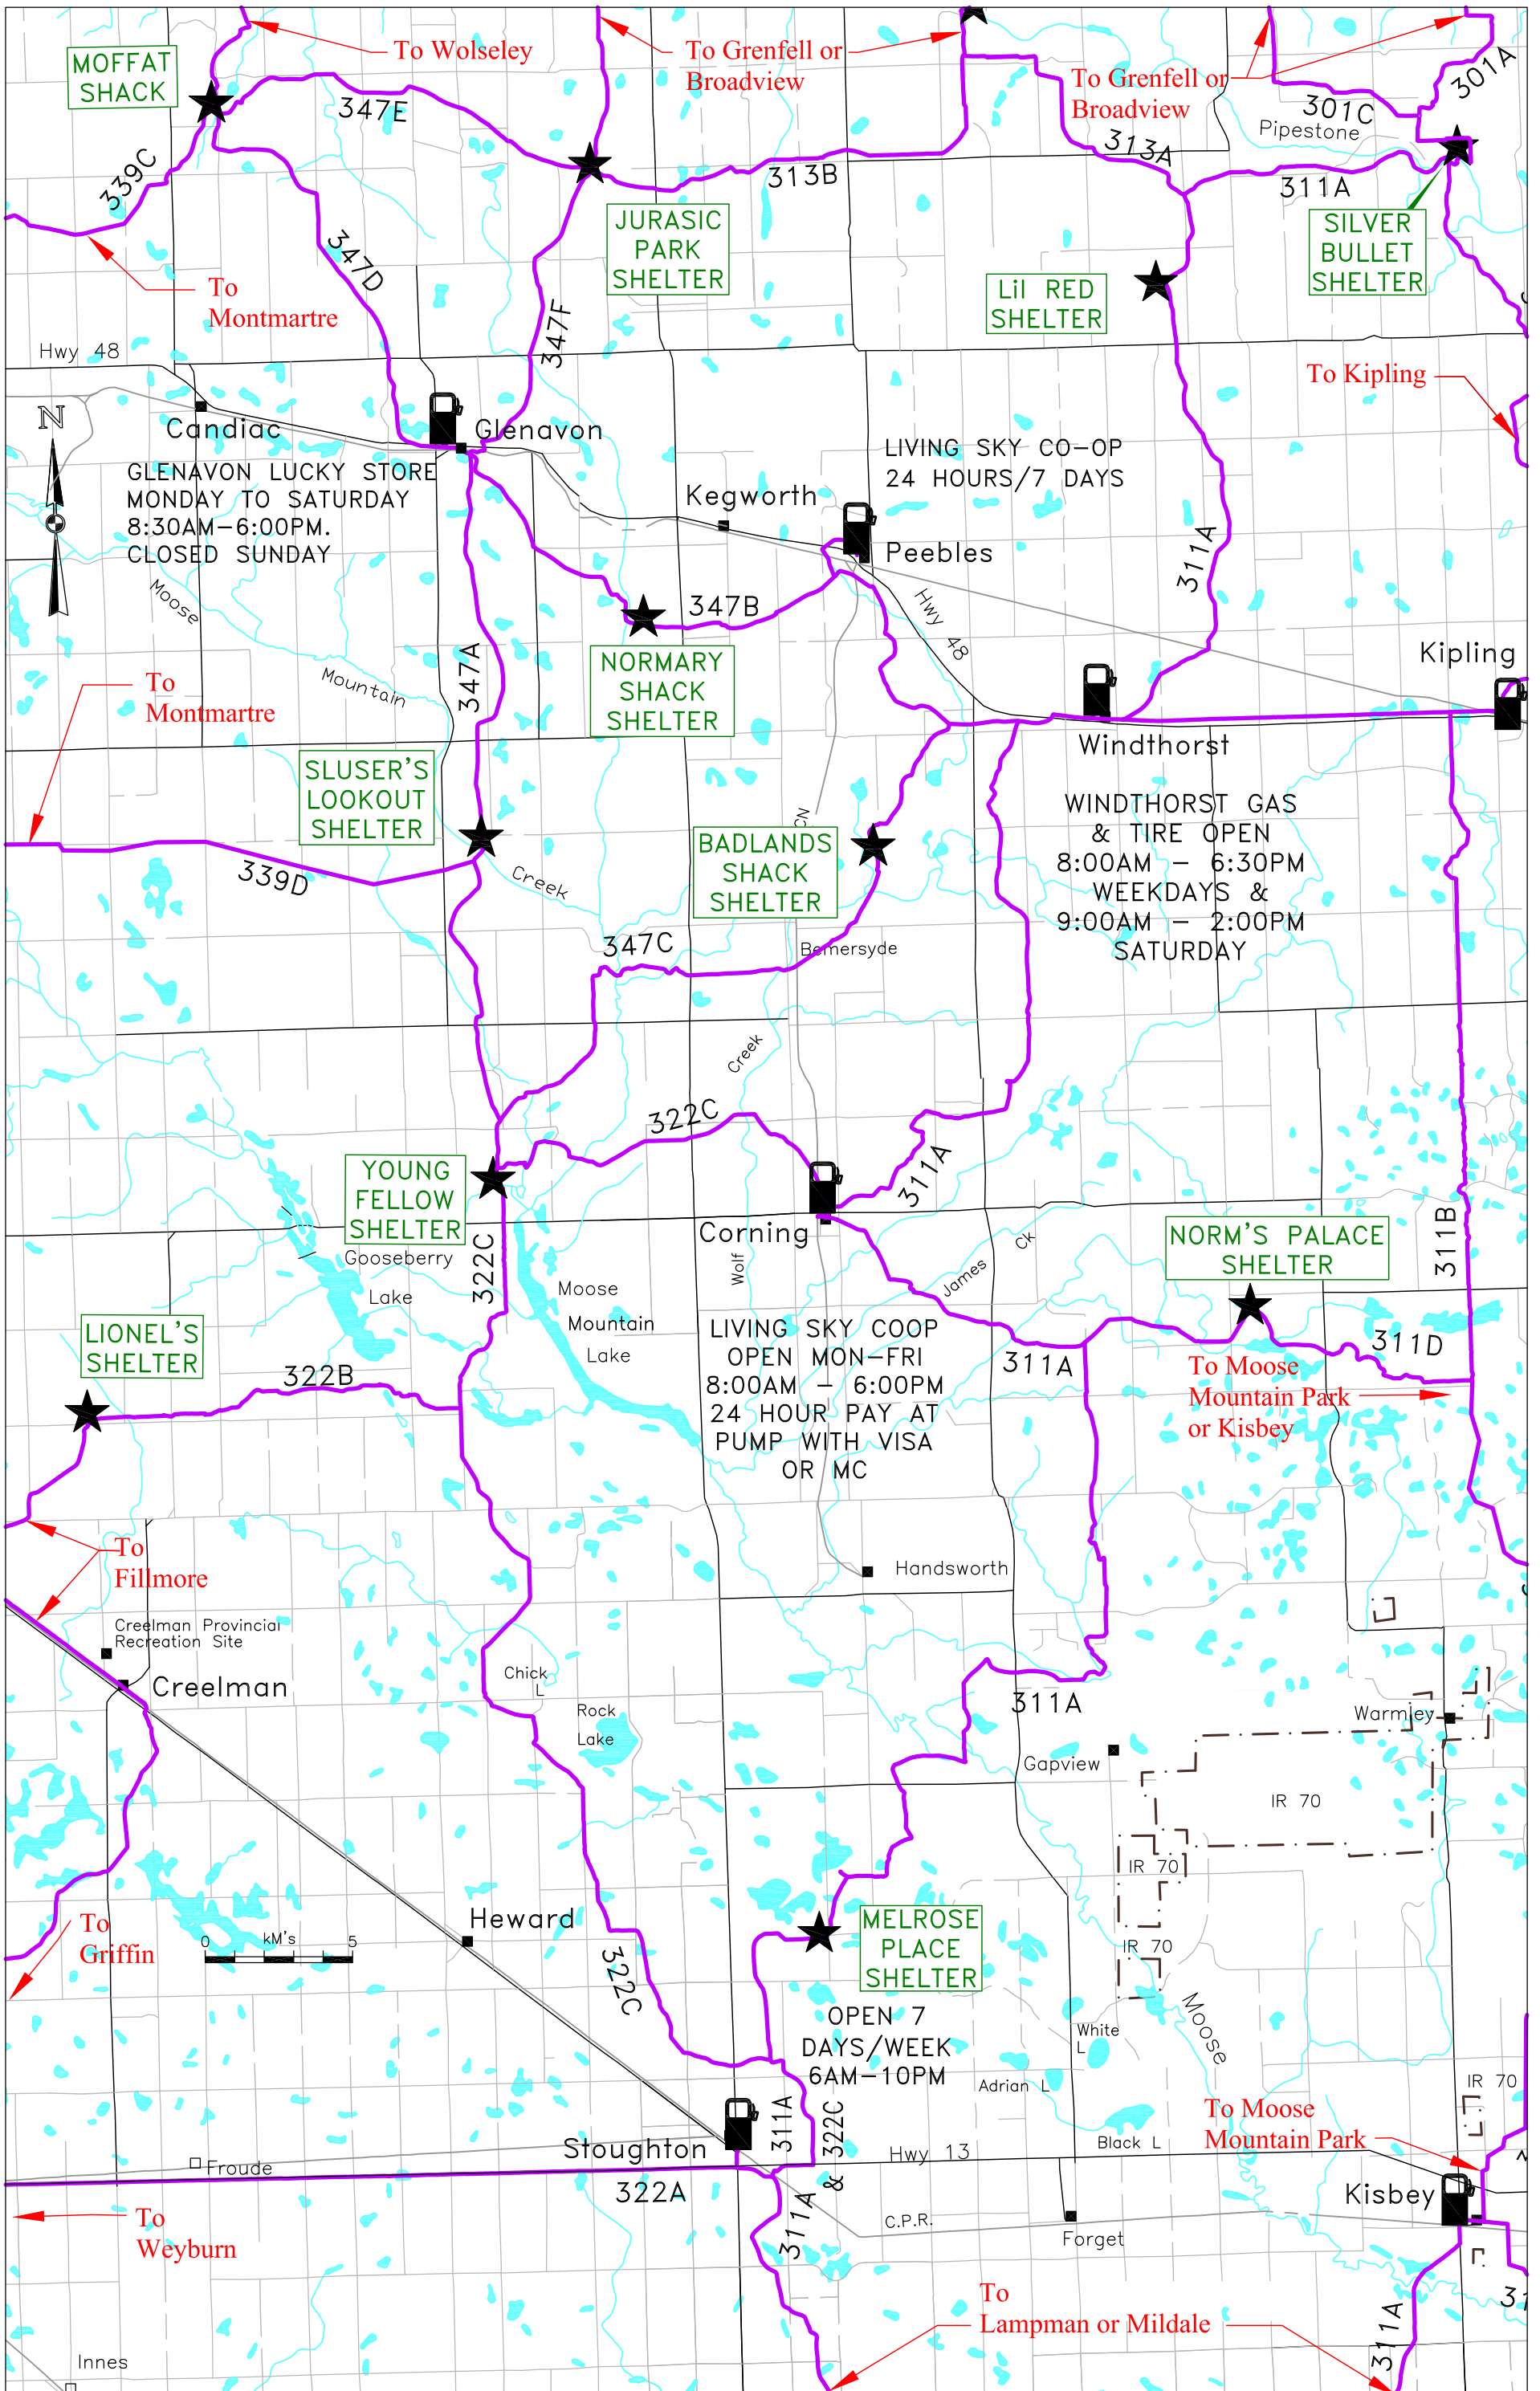 To Wolseley
To Grenfell or
Broadview
To Grenfell or
Broadview
301A
301C
MOFFAT
SHACK
347E
Pipestone
339C
313A
313B
311A
JURASIC
PARK
SHELTER
SILVER
BULLET
SHELTER
347D
To
Montmartre
Lil RED
SHELTER
347F
Hwy 48
To Kipling
N
Candiac
Glenavon
GLENAVON LUCKY STORE
MONDAY TO SATURDAY
8:30AM-6:00PM.
CLOSED SUNDAY
LIVING SKY CO-OP
24 HOURS/7 DAYS
Kegworth
Peebles
Moose
347B
Hwy 48
311A
Mountain
347A
NORMARY
SHACK
SHELTER
Kipling
To
Montmartre
Windthorst
SLUSER'S
LOOKOUT
SHELTER
CN
WINDTHORST GAS
& TIRE OPEN
8:00AM - 6:30PM
WEEKDAYS &
9:00AM - 2:00PM
SATURDAY
BADLANDS
SHACK
SHELTER
339D
Creek
347C
Bemersyde
Creek
322C
311A
YOUNG
FELLOW
SHELTER
Corning
NORM'S PALACE
SHELTER
311B
Gooseberry
Lake
322C
Moose
Mountain
Lake
Wolf
James
Ck
LIONEL'S
SHELTER
LIVING SKY COOP
OPEN MON-FRI
8:00AM - 6:00PM
24 HOUR PAY AT
PUMP WITH VISA
OR MC
311A
311D
To Moose
Mountain Park
or Kisbey
322B
To
Fillmore
Handsworth
Creelman Provincial
Recreation Site
Creelman
Chick
L
Rock
Lake
311A
Warmley
Gapview
IR 70
IR 70
IR 70
Heward
To
Griffin
0 kM's 5
322C
MELROSE
PLACE
SHELTER
OPEN 7
DAYS/WEEK
6AM-10PM
Moose
White
L
Adrian L
IR 70
311A
& 322C
To Moose
Mountain Park
Black L
Stoughton
Hwy 13
Froude
322A
Kisbey
To
Weyburn
311A
C.P.R.
Forget
To
Lampman or Mildale
311A
31
Innes